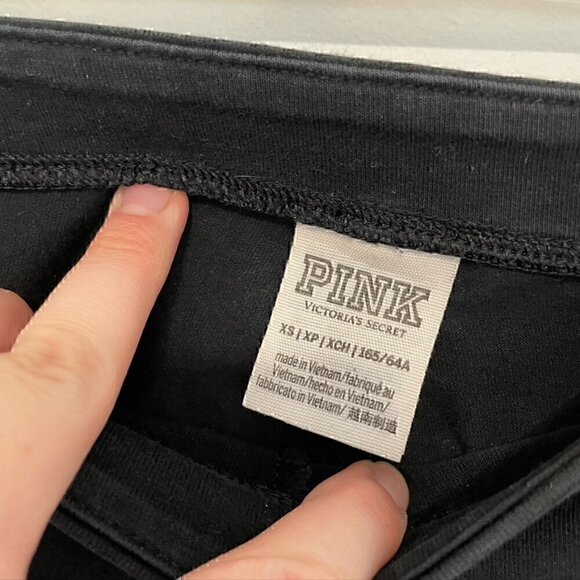 PINK
VICTORIA'S SECRET
XS | XP | XCH | 165/64A
made in Vietnam/fabriqué au
Vietnam/hecho en Vietnam/
fabbricato in Vietnam/ 越南制造